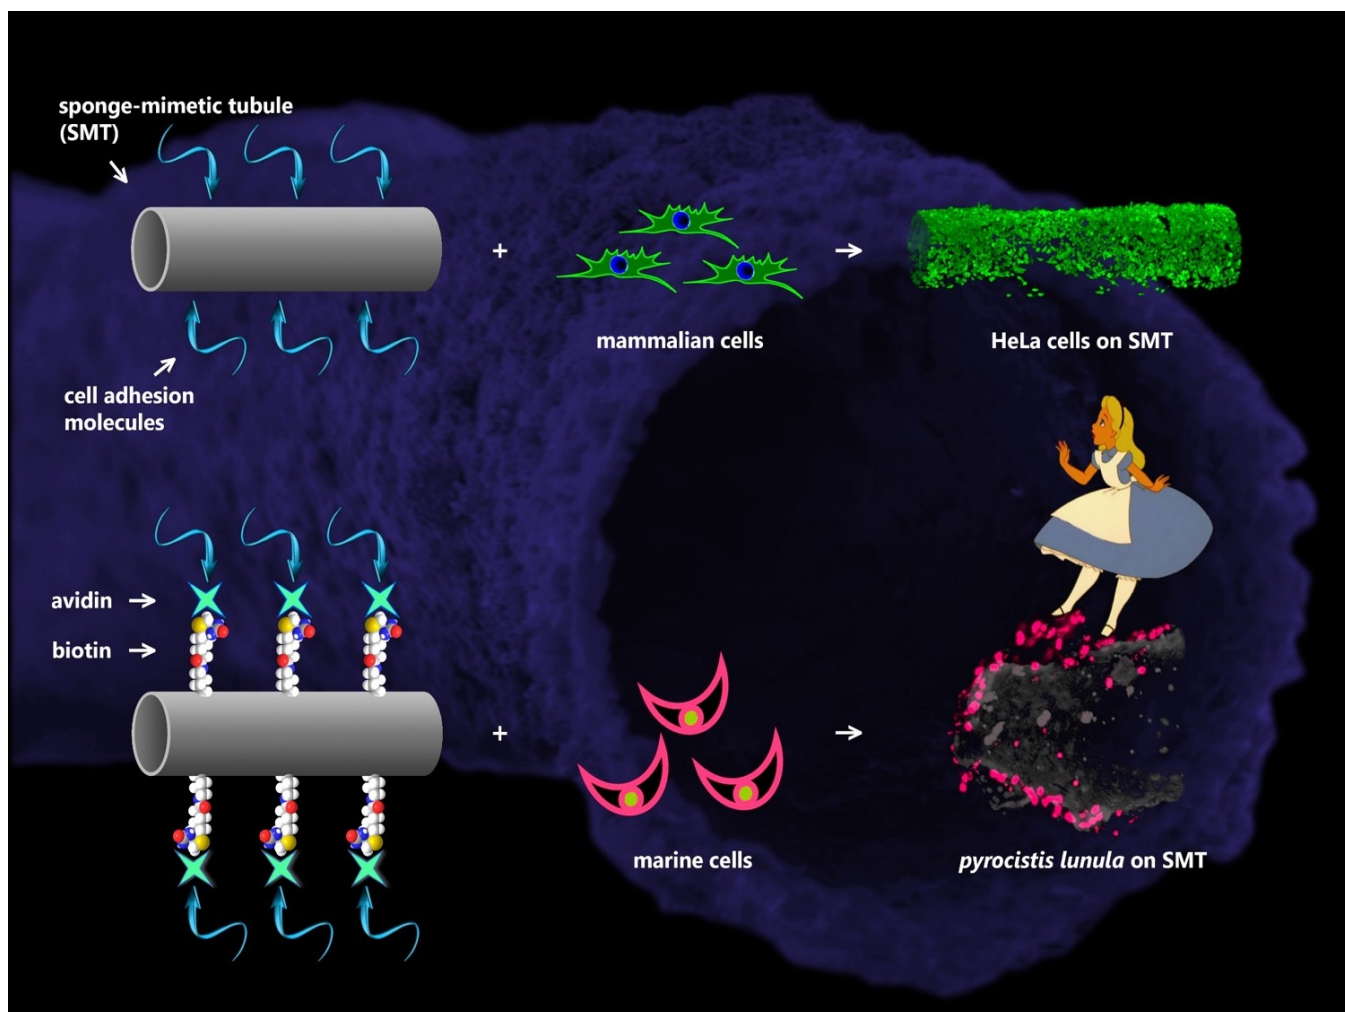 sponge-mimetic tubule
(SMT)
+
mammalian cells
HeLa cells on SMT
cell adhesion
molecules
avidin
biotin
+
marine cells
pyrocistis lunula on SMT